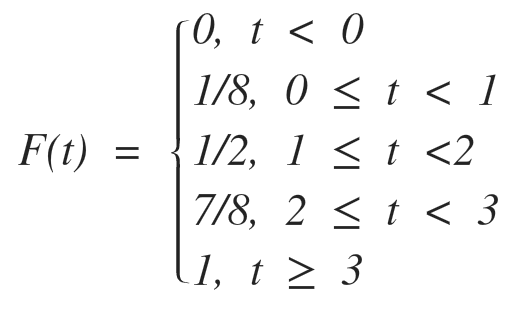 0, t < 0
1/8, 0 ≤ t < 1
F(t) = 1/2, 1 ≤ t <2
7/8, 2 ≤ t < 3
1, t ≥ 3